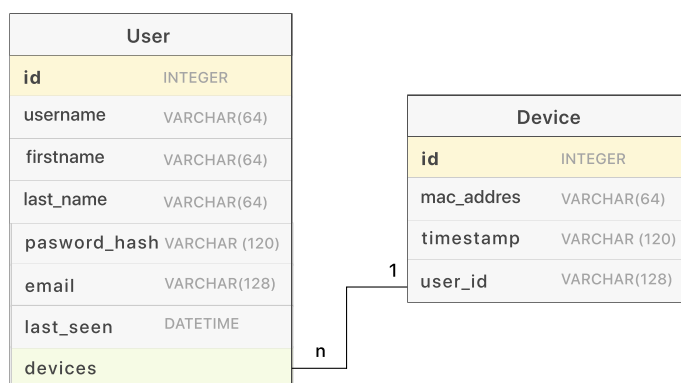 User
id INTEGER
username VARCHAR(64)
firstname VARCHAR(64)
last_name VARCHAR(64)
pasword_hash VARCHAR (120)
email VARCHAR(128)
last_seen DATETIME
devices
n
1
Device
id INTEGER
mac_addres VARCHAR(64)
timestamp VARCHAR (120)
user_id VARCHAR(128)